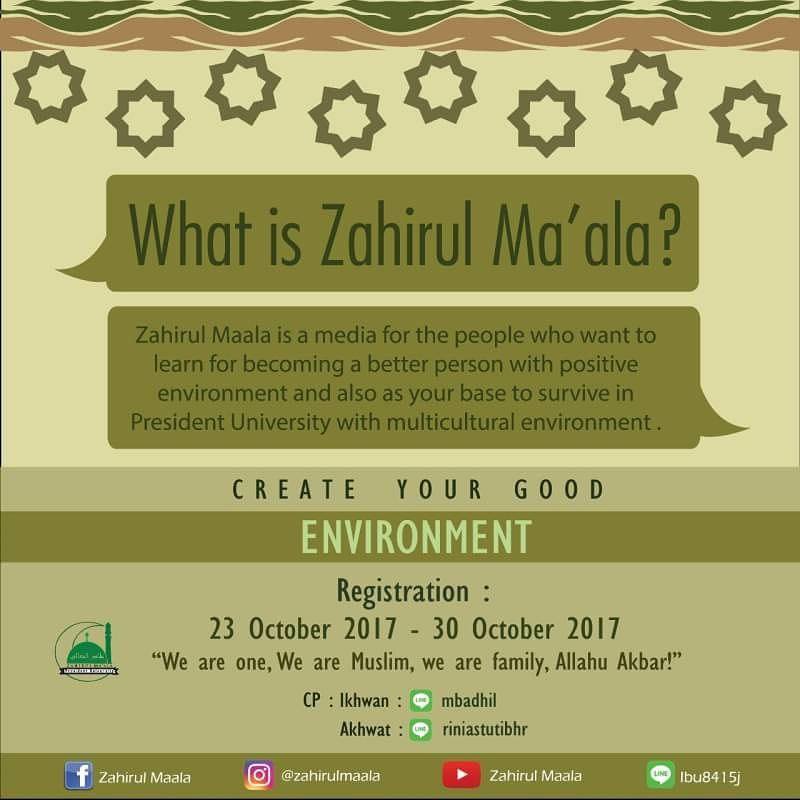 What is Zahirul Ma'ala?
Zahirul Maala is a media for the people who want to
learn for becoming a better person with positive
environment and also as your base to survive in
President University with multicultural environment .
CREATE YOUR GOOD
ENVIRONMENT
Registration :
23 October 2017 - 30 October 2017
“We are one, We are Muslim, we are family, Allahu Akbar!”
CP : Ikhwan : LINE mbadhil
Akhwat : LINE riniastutibhr
Zahirul Maala @zahirulmaala Zahirul Maala LINE lbu8415j